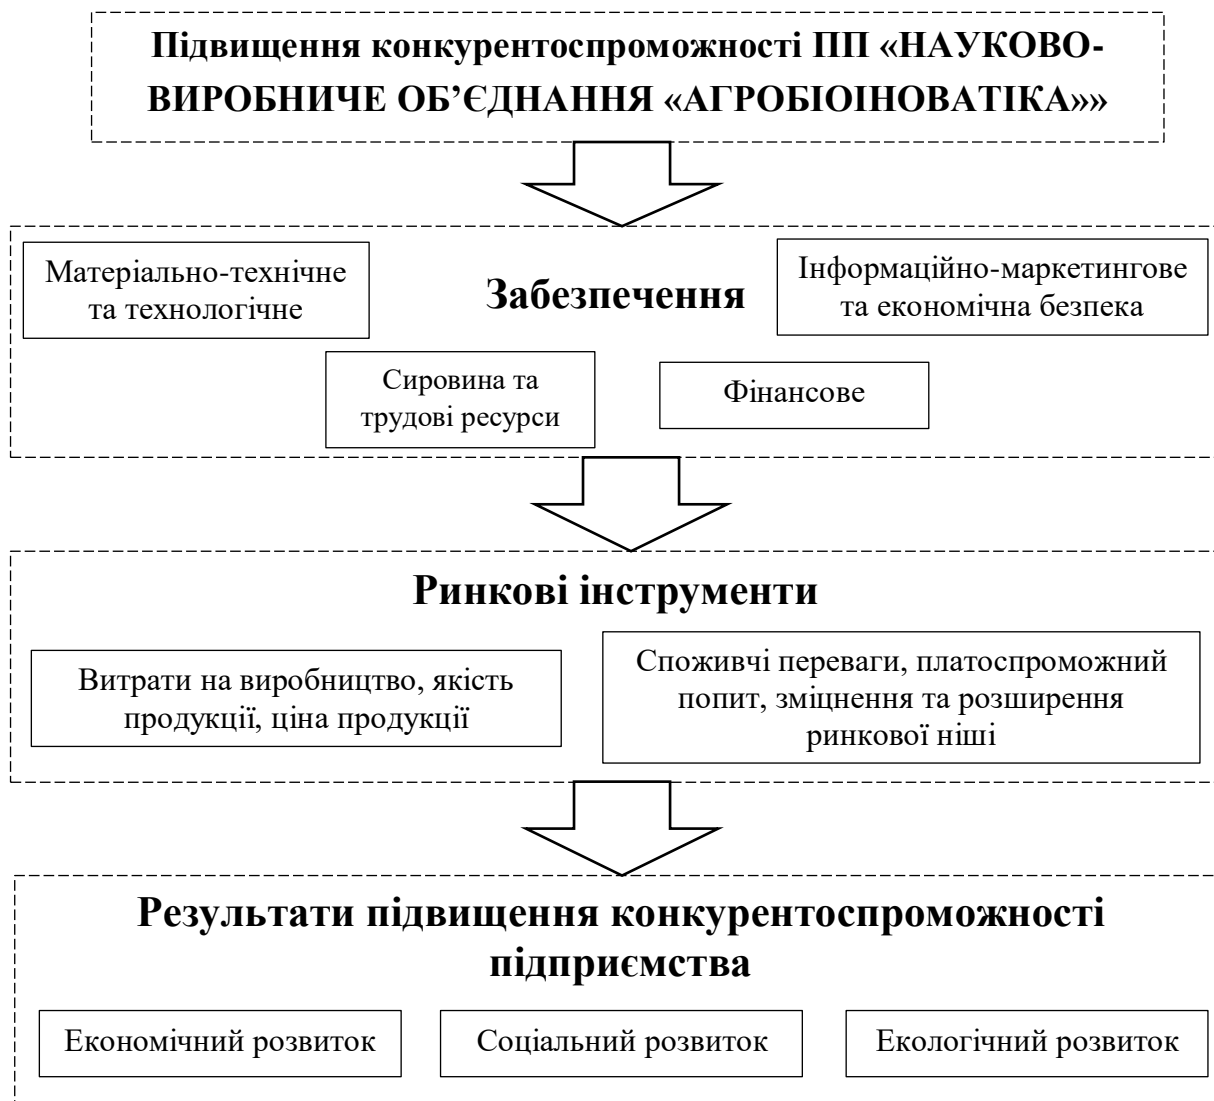 Підвищення конкурентоспроможності ПП «НАУКОВО-
ВИРОБНИЧЕ ОБ’ЄДНАННЯ «АГРОБІОІНОВАТІКА»»
Матеріально-технічне
та технологічне
Забезпечення
Інформаційно-маркетингове
та економічна безпека
Сировина та
трудові ресурси
Фінансове
Ринкові інструменти
Витрати на виробництво, якість
продукції, ціна продукції
Споживчі переваги, платоспроможний
попит, зміцнення та розширення
ринкової ніші
Результати підвищення конкурентоспроможності
підприємства
Економічний розвиток
Соціальний розвиток
Екологічний розвиток